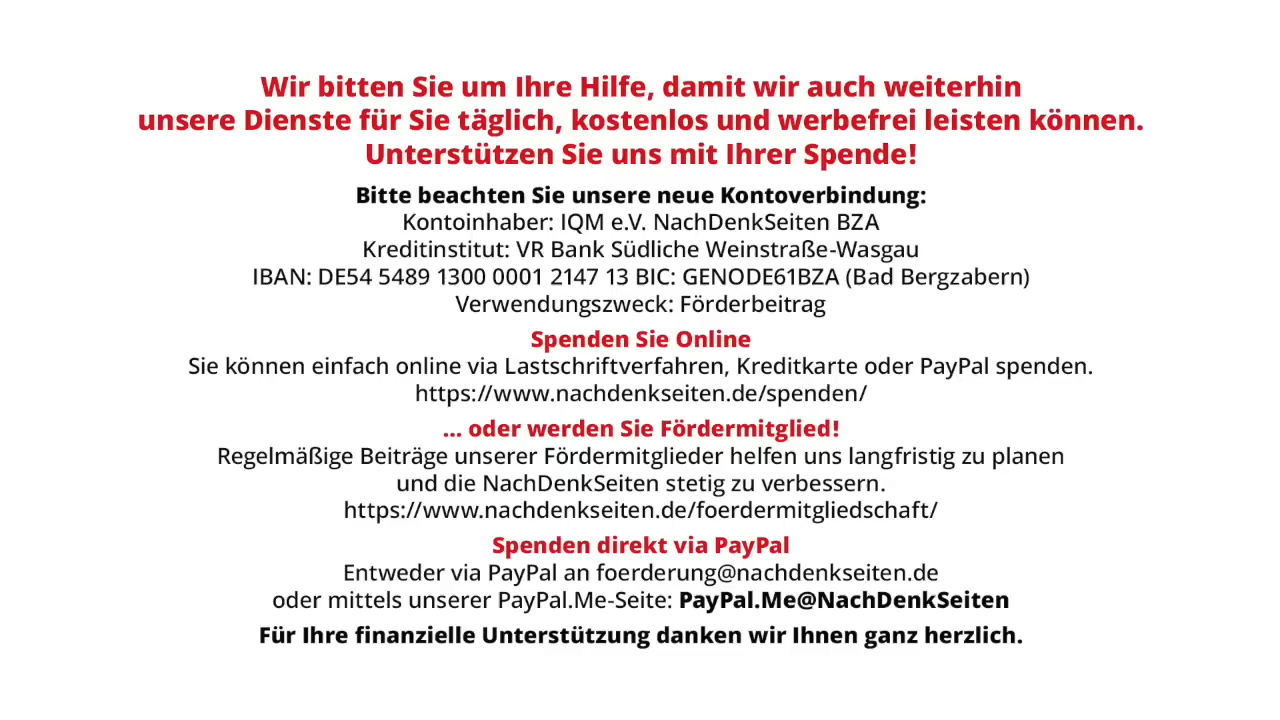 Wir bitten Sie um Ihre Hilfe, damit wir auch weiterhin
unsere Dienste für Sie täglich, kostenlos und werbefrei leisten können.
Unterstützen Sie uns mit Ihrer Spende!
Bitte beachten Sie unsere neue Kontoverbindung:
Kontoinhaber: IQM e.V. NachDenkSeiten BZA
Kreditinstitut: VR Bank Südliche Weinstraße-Wasgau
IBAN: DE54 5489 1300 0001 2147 13 BIC: GENODE61BZA (Bad Bergzabern)
Verwendungszweck: Förderbeitrag
Spenden Sie Online
Sie können einfach online via Lastschriftverfahren, Kreditkarte oder PayPal spenden.
https://www.nachdenkseiten.de/spenden/
... oder werden Sie Fördermitglied!
Regelmäßige Beiträge unserer Fördermitglieder helfen uns langfristig zu planen
und die NachDenkSeiten stetig zu verbessern.
https://www.nachdenkseiten.de/foerdermitgliedschaft/
Spenden direkt via PayPal
Entweder via PayPal an foerderung@nachdenkseiten.de
oder mittels unserer PayPal.Me-Seite: PayPal.Me@NachDenkSeiten
Für Ihre finanzielle Unterstützung danken wir Ihnen ganz herzlich.